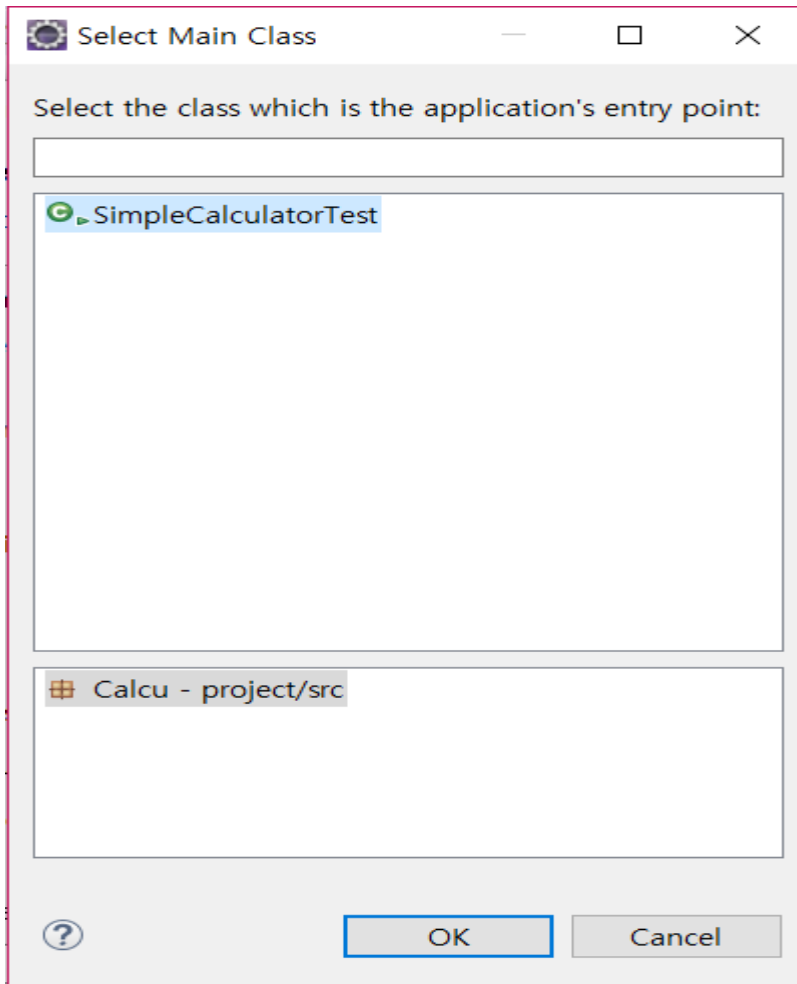 Select Main Class
Select the class which is the application's entry point:
SimpleCalculatorTest
Calcu - project/src
OK
Cancel